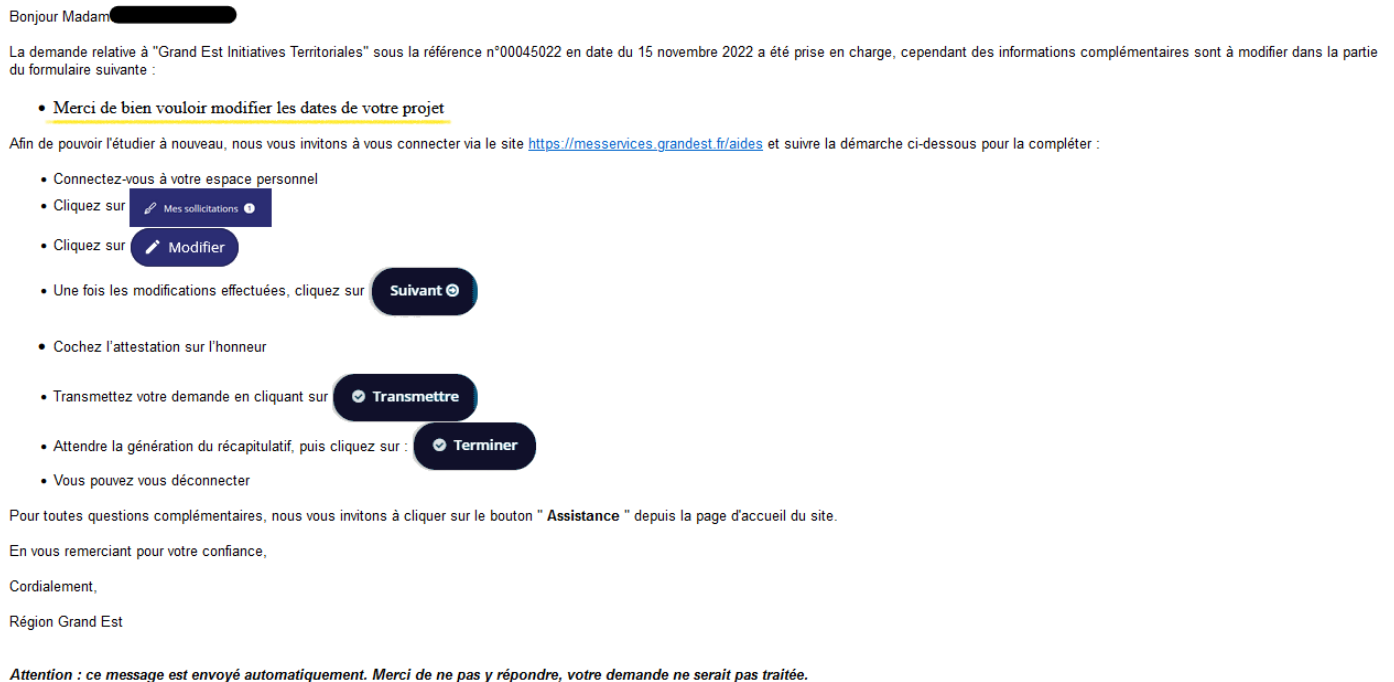 Bonjour Madam
La demande relative à "Grand Est Initiatives Territoriales" sous la référence n°00045022 en date du 15 novembre 2022 a été prise en charge, cependant des informations complémentaires sont à modifier dans la partie
du formulaire suivante :
• Merci de bien vouloir modifier les dates de votre projet
Afin de pouvoir l'étudier à nouveau, nous vous invitons à vous connecter via le site https://messervices.grandest.fr/aides et suivre la démarche ci-dessous pour la compléter :
• Connectez-vous à votre espace personnel
• Cliquez sur Mes sollicitations 1
• Cliquez sur Modifier
• Une fois les modifications effectuées, cliquez sur Suivant
• Cochez l'attestation sur l'honneur
• Transmettez votre demande en cliquant sur Transmettre
• Attendre la génération du récapitulatif, puis cliquez sur : Terminer
• Vous pouvez vous déconnecter
Pour toutes questions complémentaires, nous vous invitons à cliquer sur le bouton " Assistance " depuis la page d'accueil du site.
En vous remerciant pour votre confiance,
Cordialement,
Région Grand Est
Attention : ce message est envoyé automatiquement. Merci de ne pas y répondre, votre demande ne serait pas traitée.